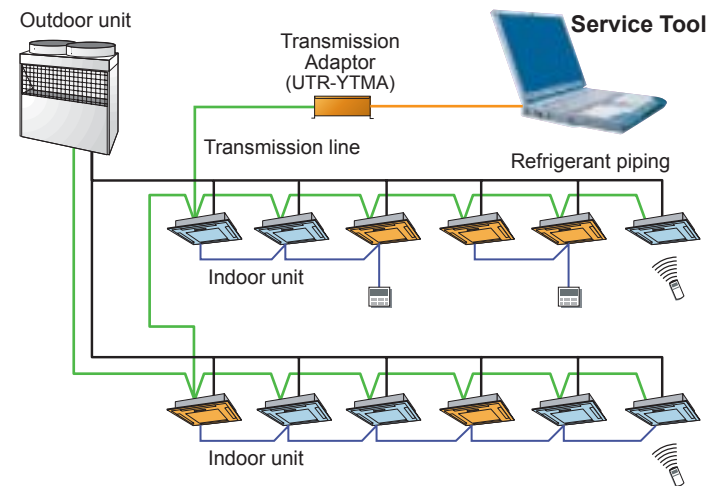 Outdoor unit
Service Tool
Transmission
Adaptor
(UTR-YTMA)
Transmission line
Refrigerant piping
Indoor unit
Indoor unit